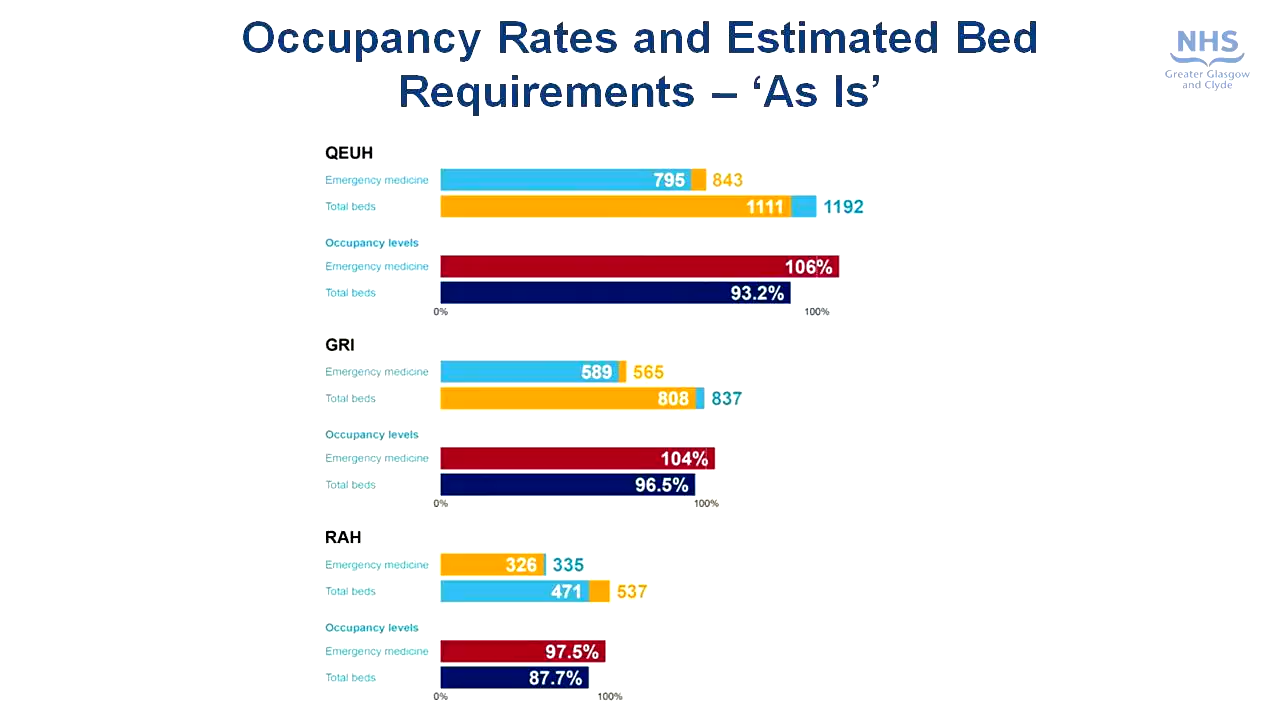 Occupancy Rates and Estimated Bed
Requirements – ‘As Is’
NHS
Greater Glasgow
and Clyde
QEUH
Emergency medicine 795 843
Total beds 1111 1192
Occupancy levels
Emergency medicine 106%
Total beds 93.2%
0% 100%
GRI
Emergency medicine 589 565
Total beds 808 837
Occupancy levels
Emergency medicine 104%
Total beds 96.5%
0% 100%
RAH
Emergency medicine 326 335
Total beds 471 537
Occupancy levels
Emergency medicine 97.5%
Total beds 87.7%
0% 100%